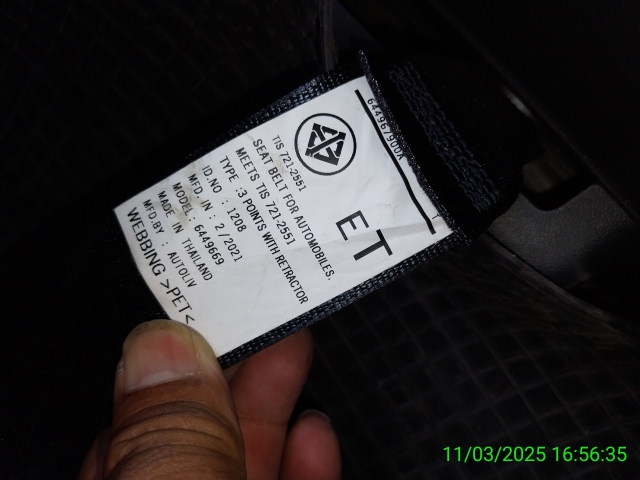 644967900A
ET
TIS 721-2551
SEAT BELT FOR AUTOMOBILES.
MEETS TIS 721-2551
TYPE :3 POINTS WITH RETRACTOR
ID.NO : 1208
MFD IN : 2 / 2021
MODEL 6449669
MADE IN THAILAND
MFD.BY : AUTOLIV
WEBBING >PET<
11/03/2025 16:56:35